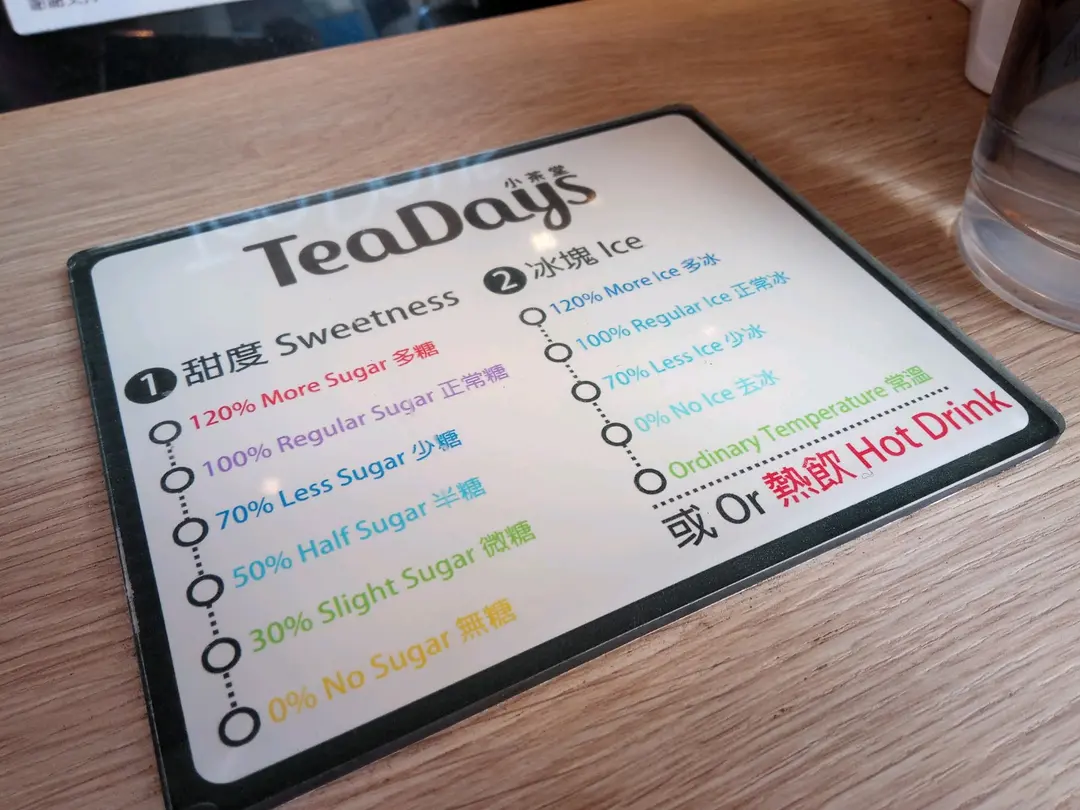 小茶堂
TeaDays
1 甜度 Sweetness
120% More Sugar 多糖
100% Regular Sugar 正常糖
70% Less Sugar 少糖
50% Half Sugar 半糖
30% Slight Sugar 微糖
0% No Sugar 無糖
2 冰塊 Ice
120% More Ice 多冰
100% Regular Ice 正常冰
70% Less Ice 少冰
0% No Ice 去冰
Ordinary Temperature 常溫
或 Or 熱飲 Hot Drink